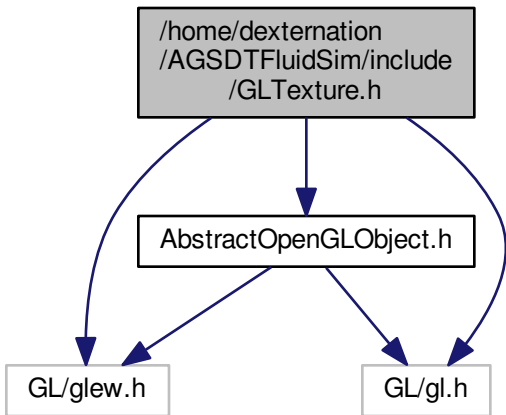 /home/dexternation
/AGSDTFluidSim/include
/GLTexture.h
AbstractOpenGLObject.h
GL/glew.h
GL/gl.h